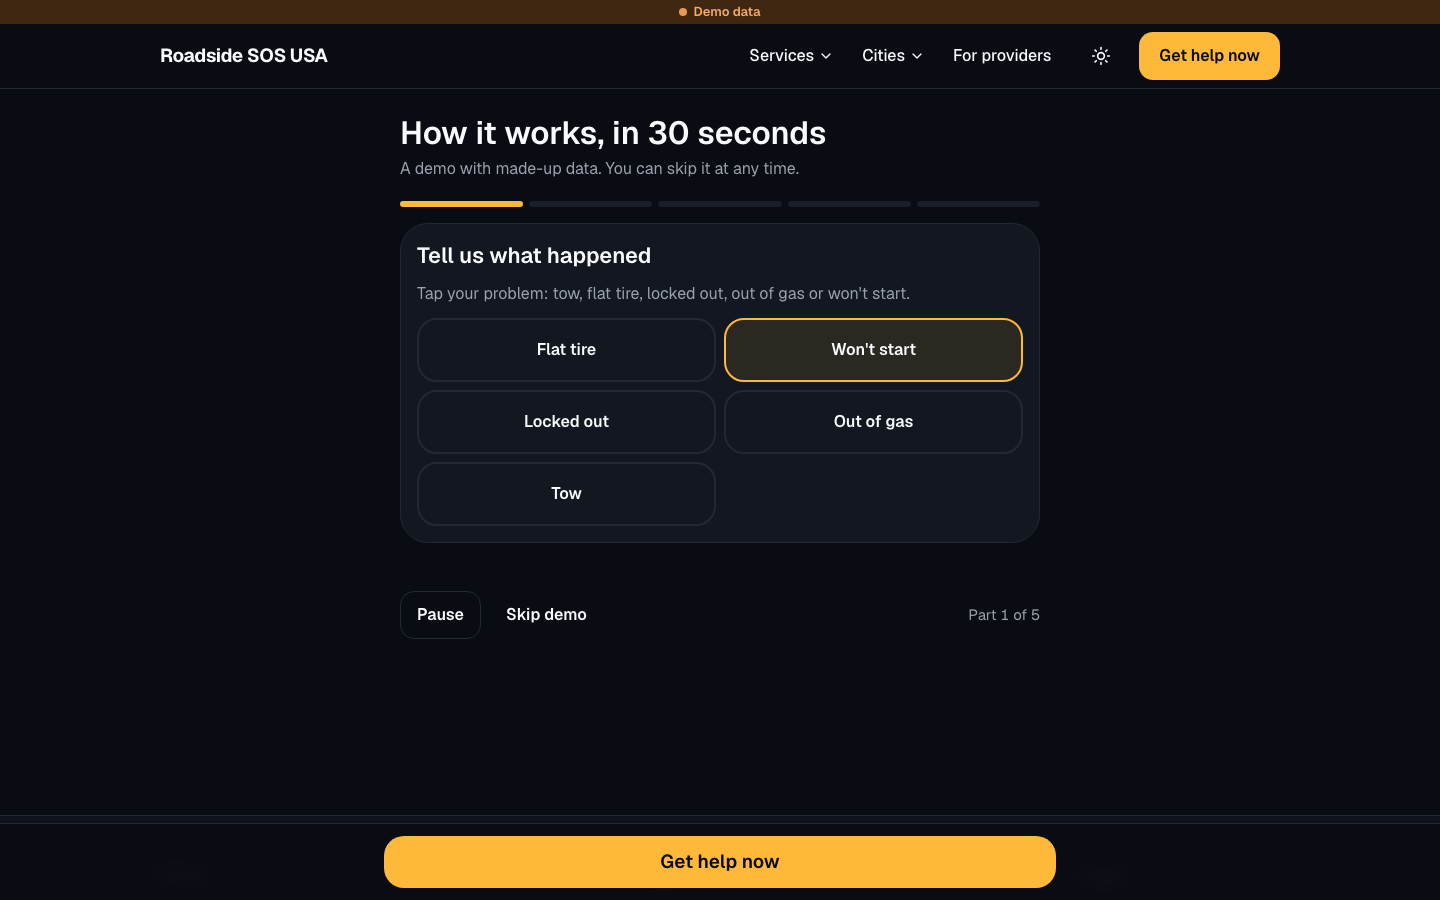 Demo data
Roadside SOS USA
Services
Cities
For providers
Get help now
How it works, in 30 seconds
A demo with made-up data. You can skip it at any time.
Tell us what happened
Tap your problem: tow, flat tire, locked out, out of gas or won't start.
Flat tire
Won't start
Locked out
Out of gas
Tow
Pause
Skip demo
Part 1 of 5
Get help now